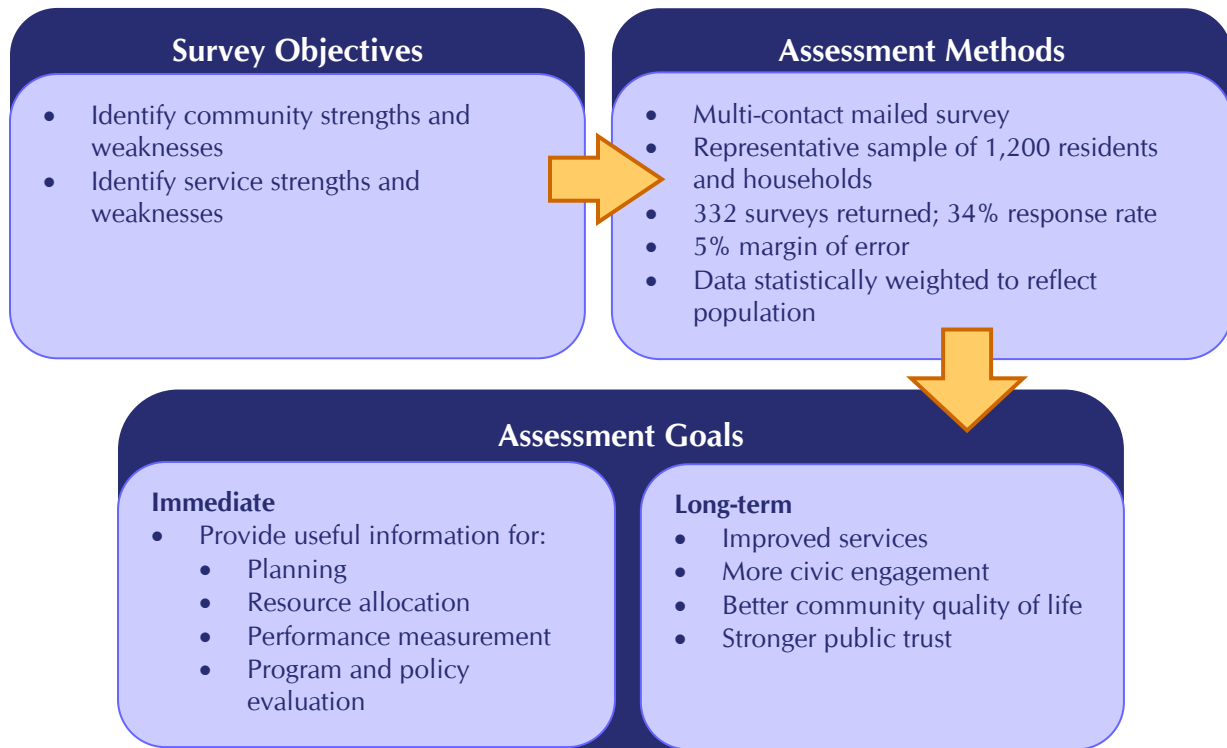 Survey Objectives
• Identify community strengths and
weaknesses
• Identify service strengths and
weaknesses
Assessment Methods
• Multi-contact mailed survey
• Representative sample of 1,200 residents
and households
• 332 surveys returned; 34% response rate
• 5% margin of error
• Data statistically weighted to reflect
population
Assessment Goals
Immediate
• Provide useful information for:
• Planning
• Resource allocation
• Performance measurement
• Program and policy
evaluation
Long-term
• Improved services
• More civic engagement
• Better community quality of life
• Stronger public trust